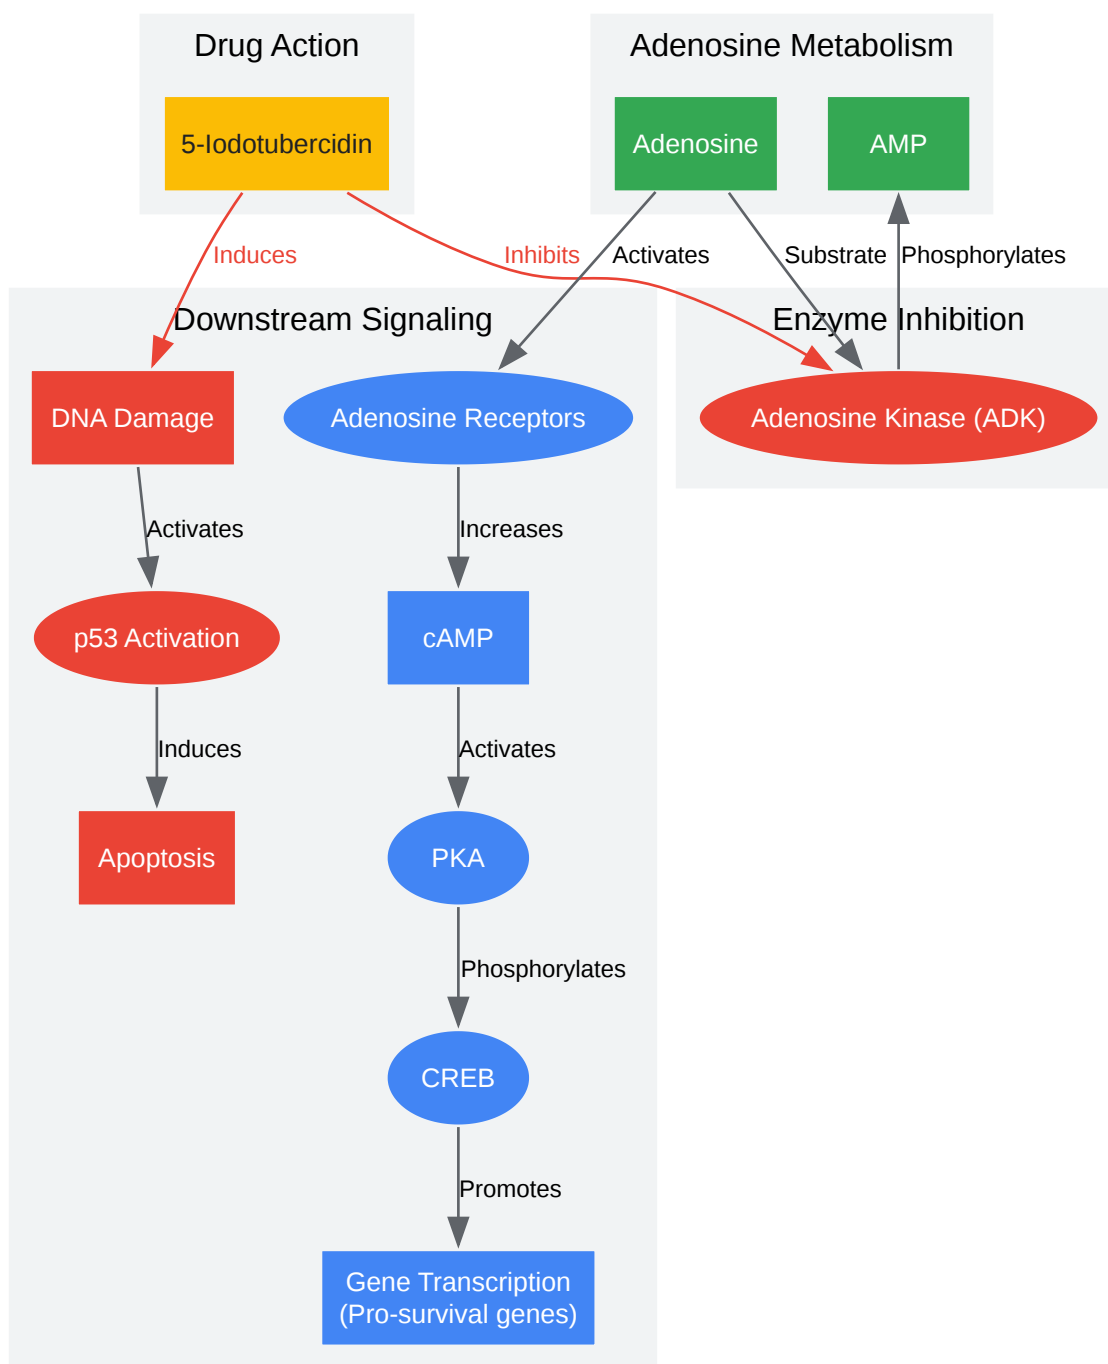 Drug Action
Adenosine Metabolism
5-Iodotubercidin
Adenosine
AMP
Induces
Inhibits
Activates
Substrate
Phosphorylates
Downstream Signaling
Enzyme Inhibition
DNA Damage
Adenosine Receptors
Adenosine Kinase (ADK)
Activates
Increases
p53 Activation
cAMP
Induces
Activates
Apoptosis
PKA
Phosphorylates
CREB
Promotes
Gene Transcription
(Pro-survival genes)